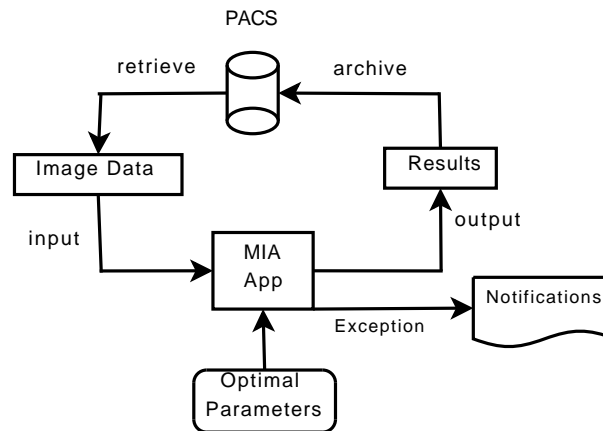 PACS
retrieve
archive
Image Data
Results
input
output
MIA
App
Notifications
Exception
Optimal
Parameters